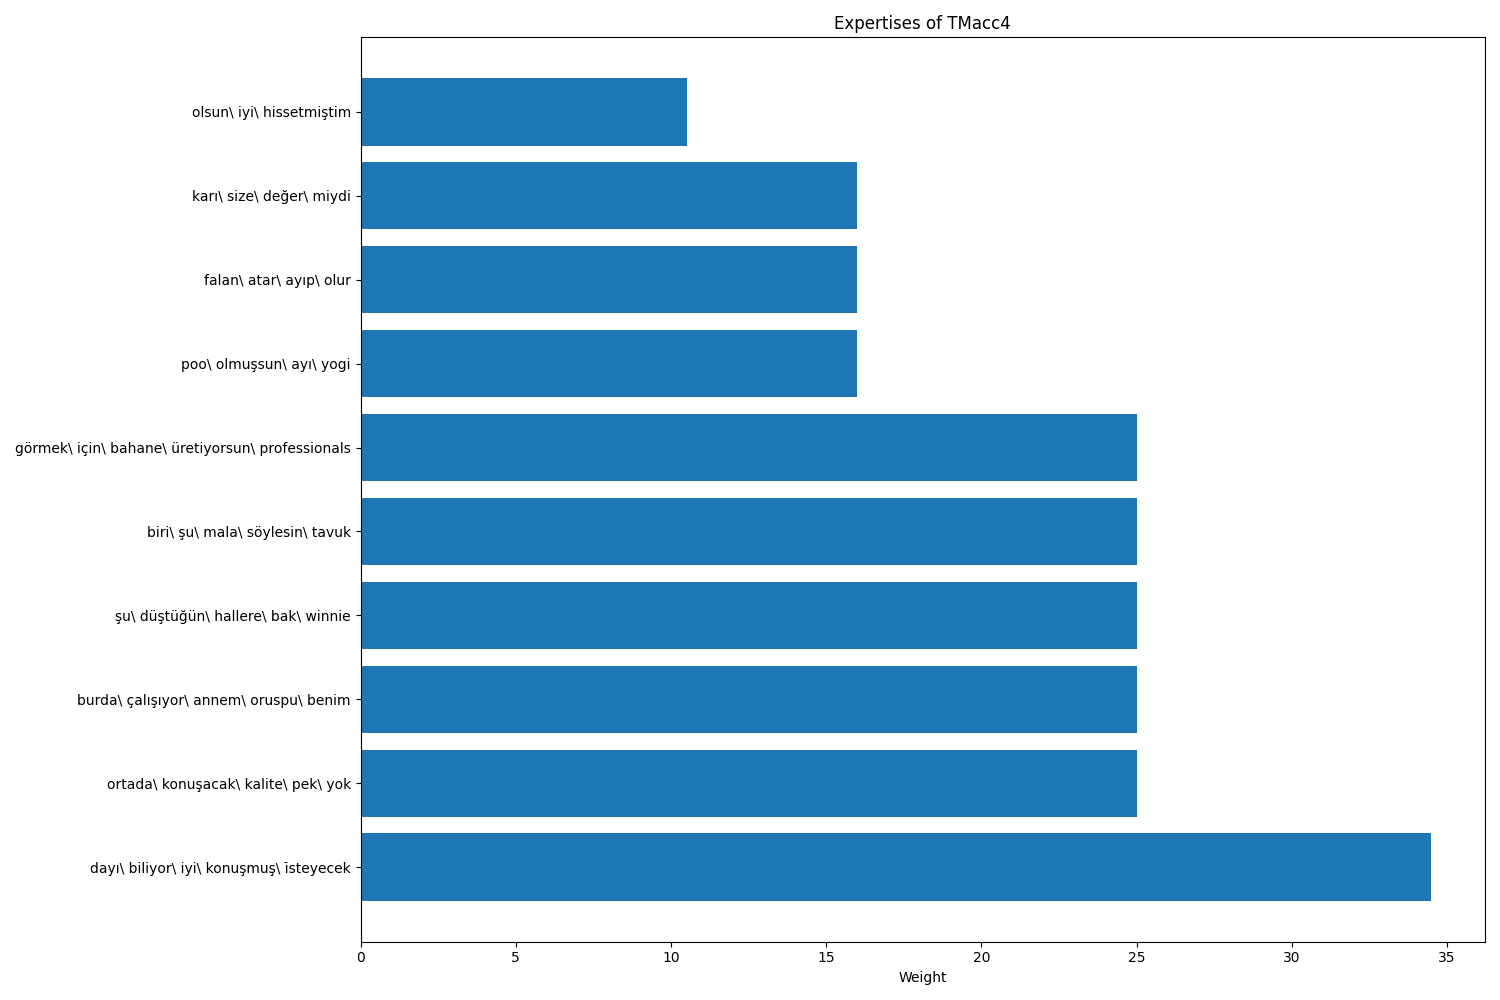 Expertises of TMacc4
olsun\ iyi\ hissetmiştim
karı\ size\ değer\ miydi
falan\ atar\ ayıp\ olur
poo\ olmuşsun\ ayı\ yogi
görmek\ için\ bahane\ üretiyorsun\ professionals
biri\ şu\ mala\ söylesin\ tavuk
şu\ düştüğün\ hallere\ bak\ winnie
burda\ çalışıyor\ annem\ oruspu\ benim
ortada\ konuşacak\ kalite\ pek\ yok
dayı\ biliyor\ iyi\ konuşmuş\ i̇steyecek
0 5 10 15 20 25 30 35
Weight